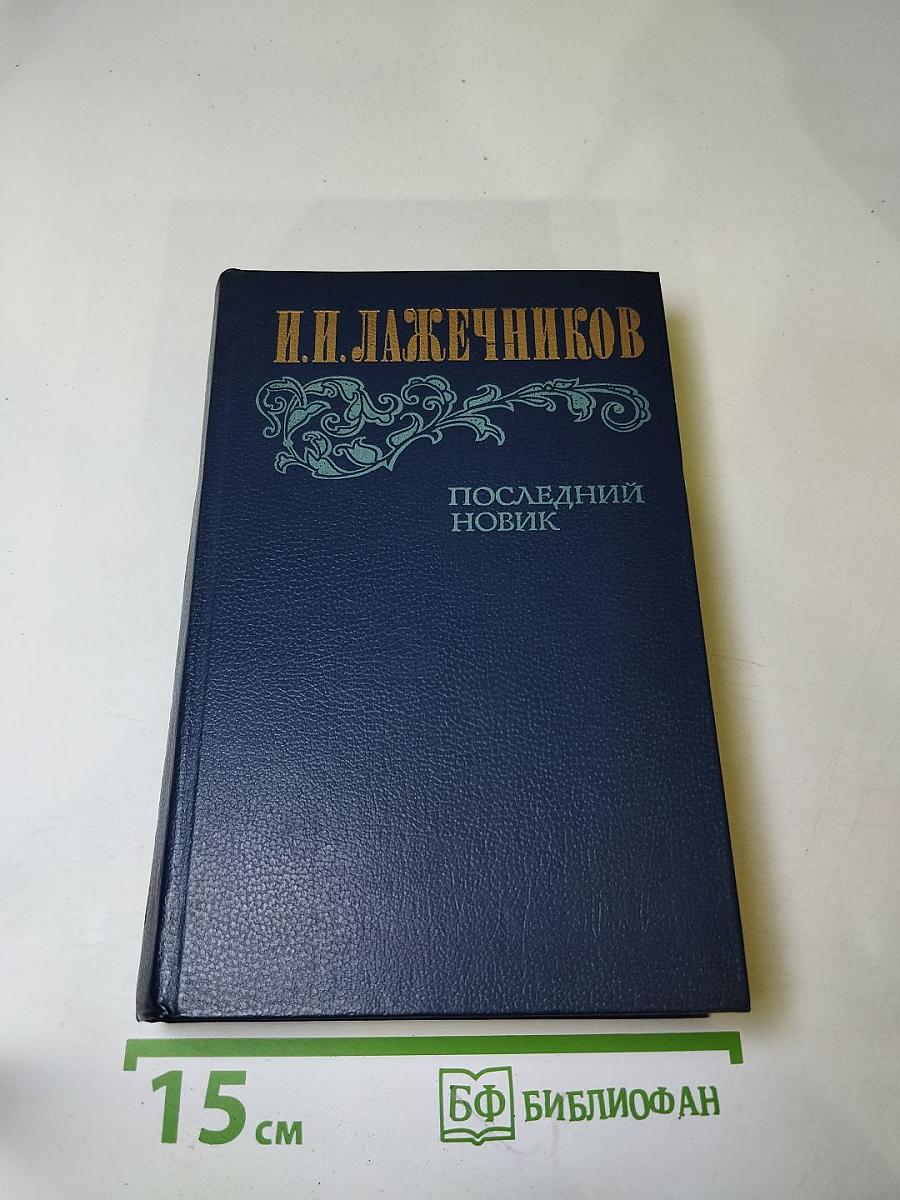 И.И.ЛАЖЕЧНИКОВ
ПОСЛЕДНИЙ
НОВИК
15 см
БФ БИБЛИОФАН